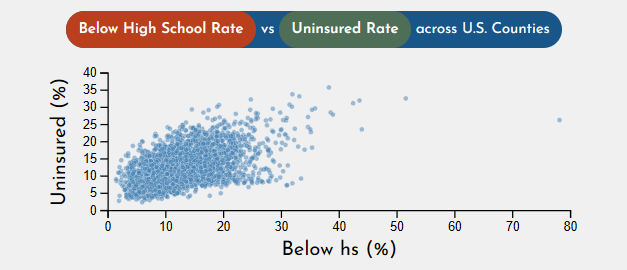 Below High School Rate vs Uninsured Rate across U.S. Counties
Uninsured (%)
40
35
30
25
20
15
10
5
0
0 10 20 30 40 50 60 70 80
Below hs (%)